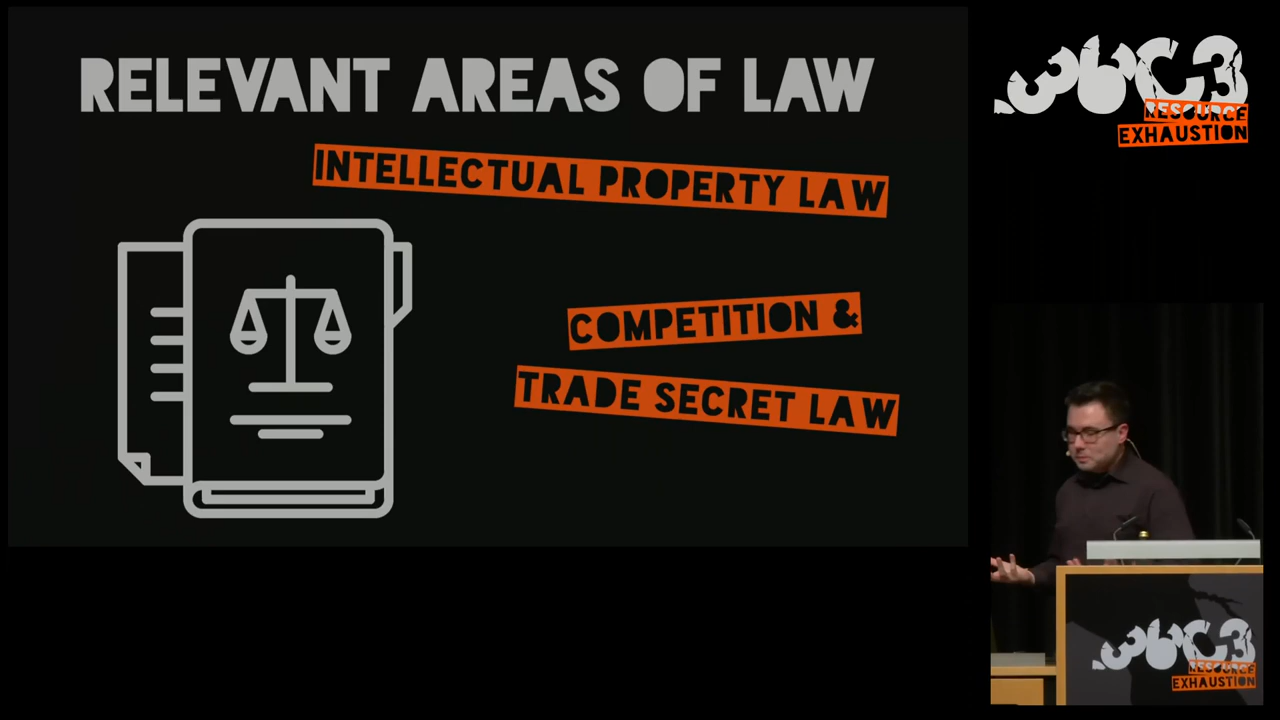 RELEVANT AREAS OF LAW
INTELLECTUAL PROPERTY LAW
COMPETITION &
TRADE SECRET LAW
36C3
RESOURCE
EXHAUSTION
36C3
RESOURCE
EXHAUSTION